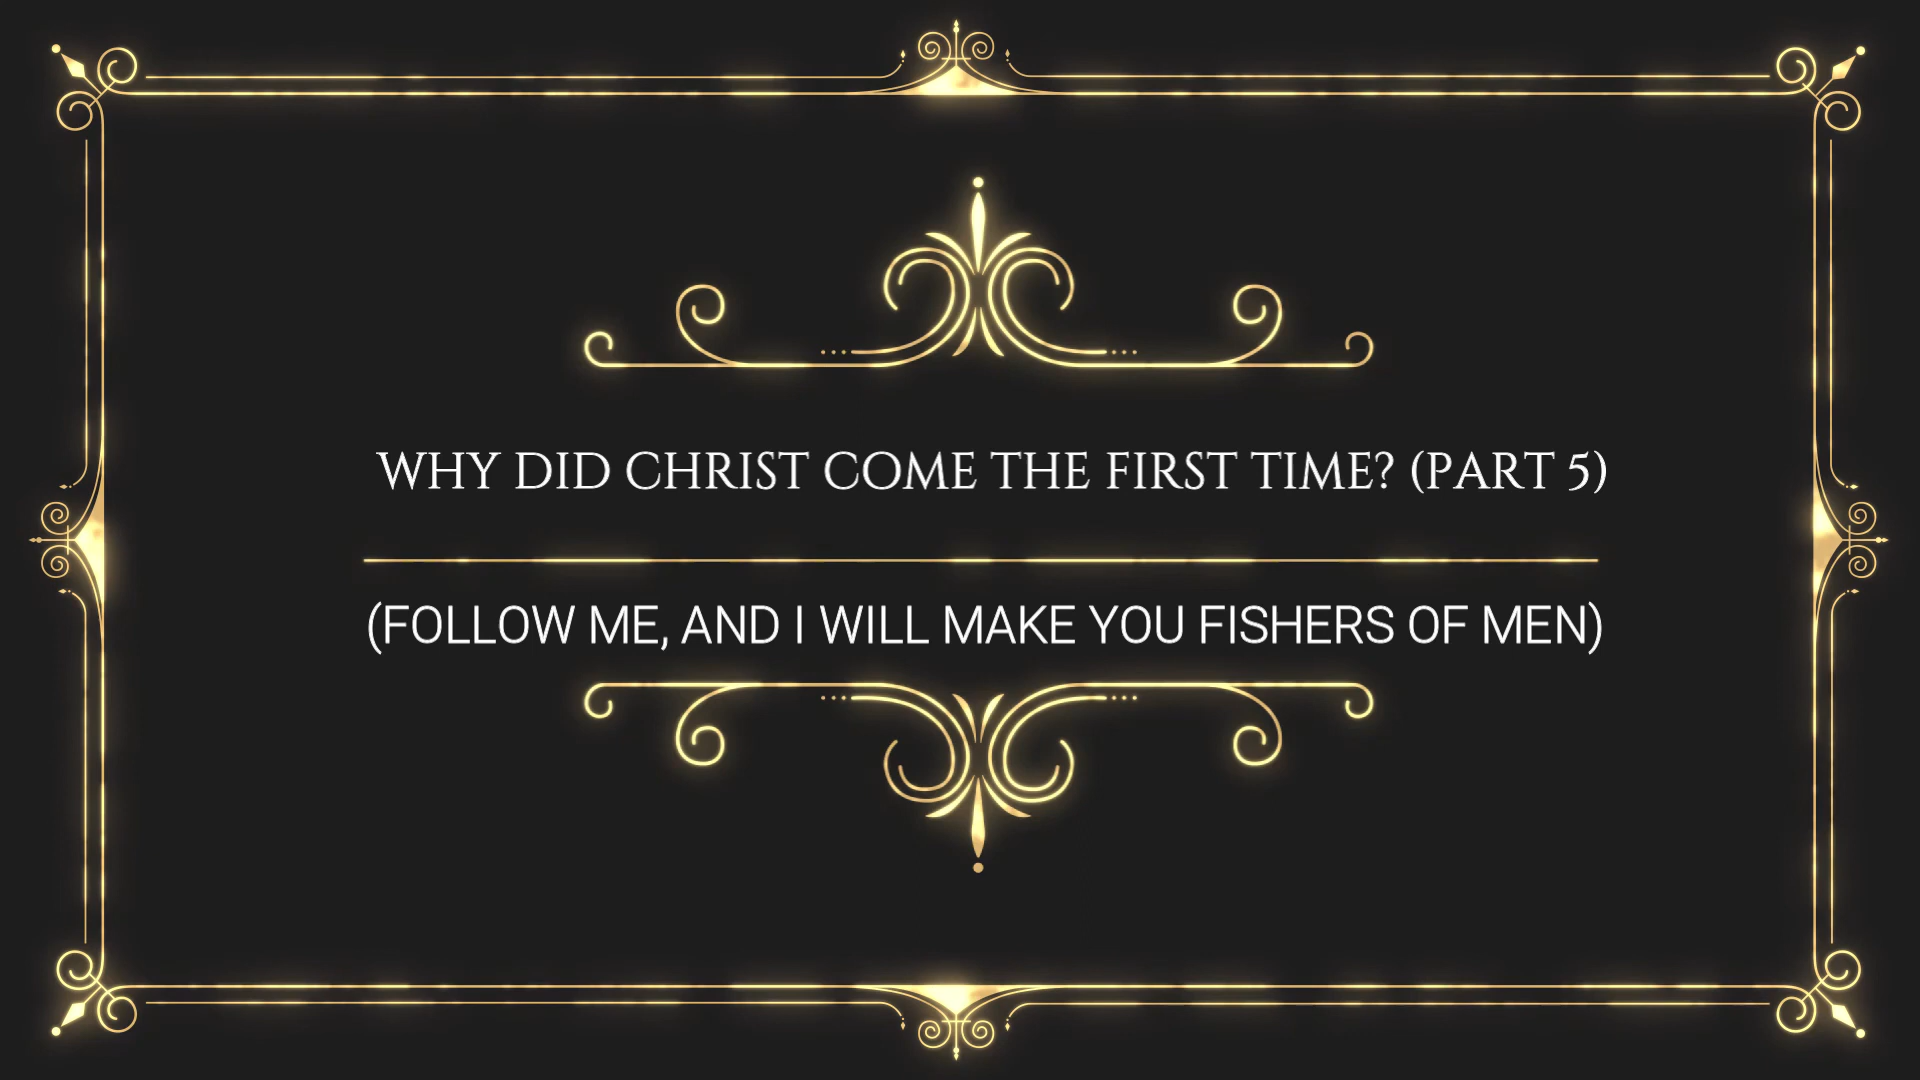 WHY DID CHRIST COME THE FIRST TIME? (PART 5)
(FOLLOW ME, AND I WILL MAKE YOU FISHERS OF MEN)